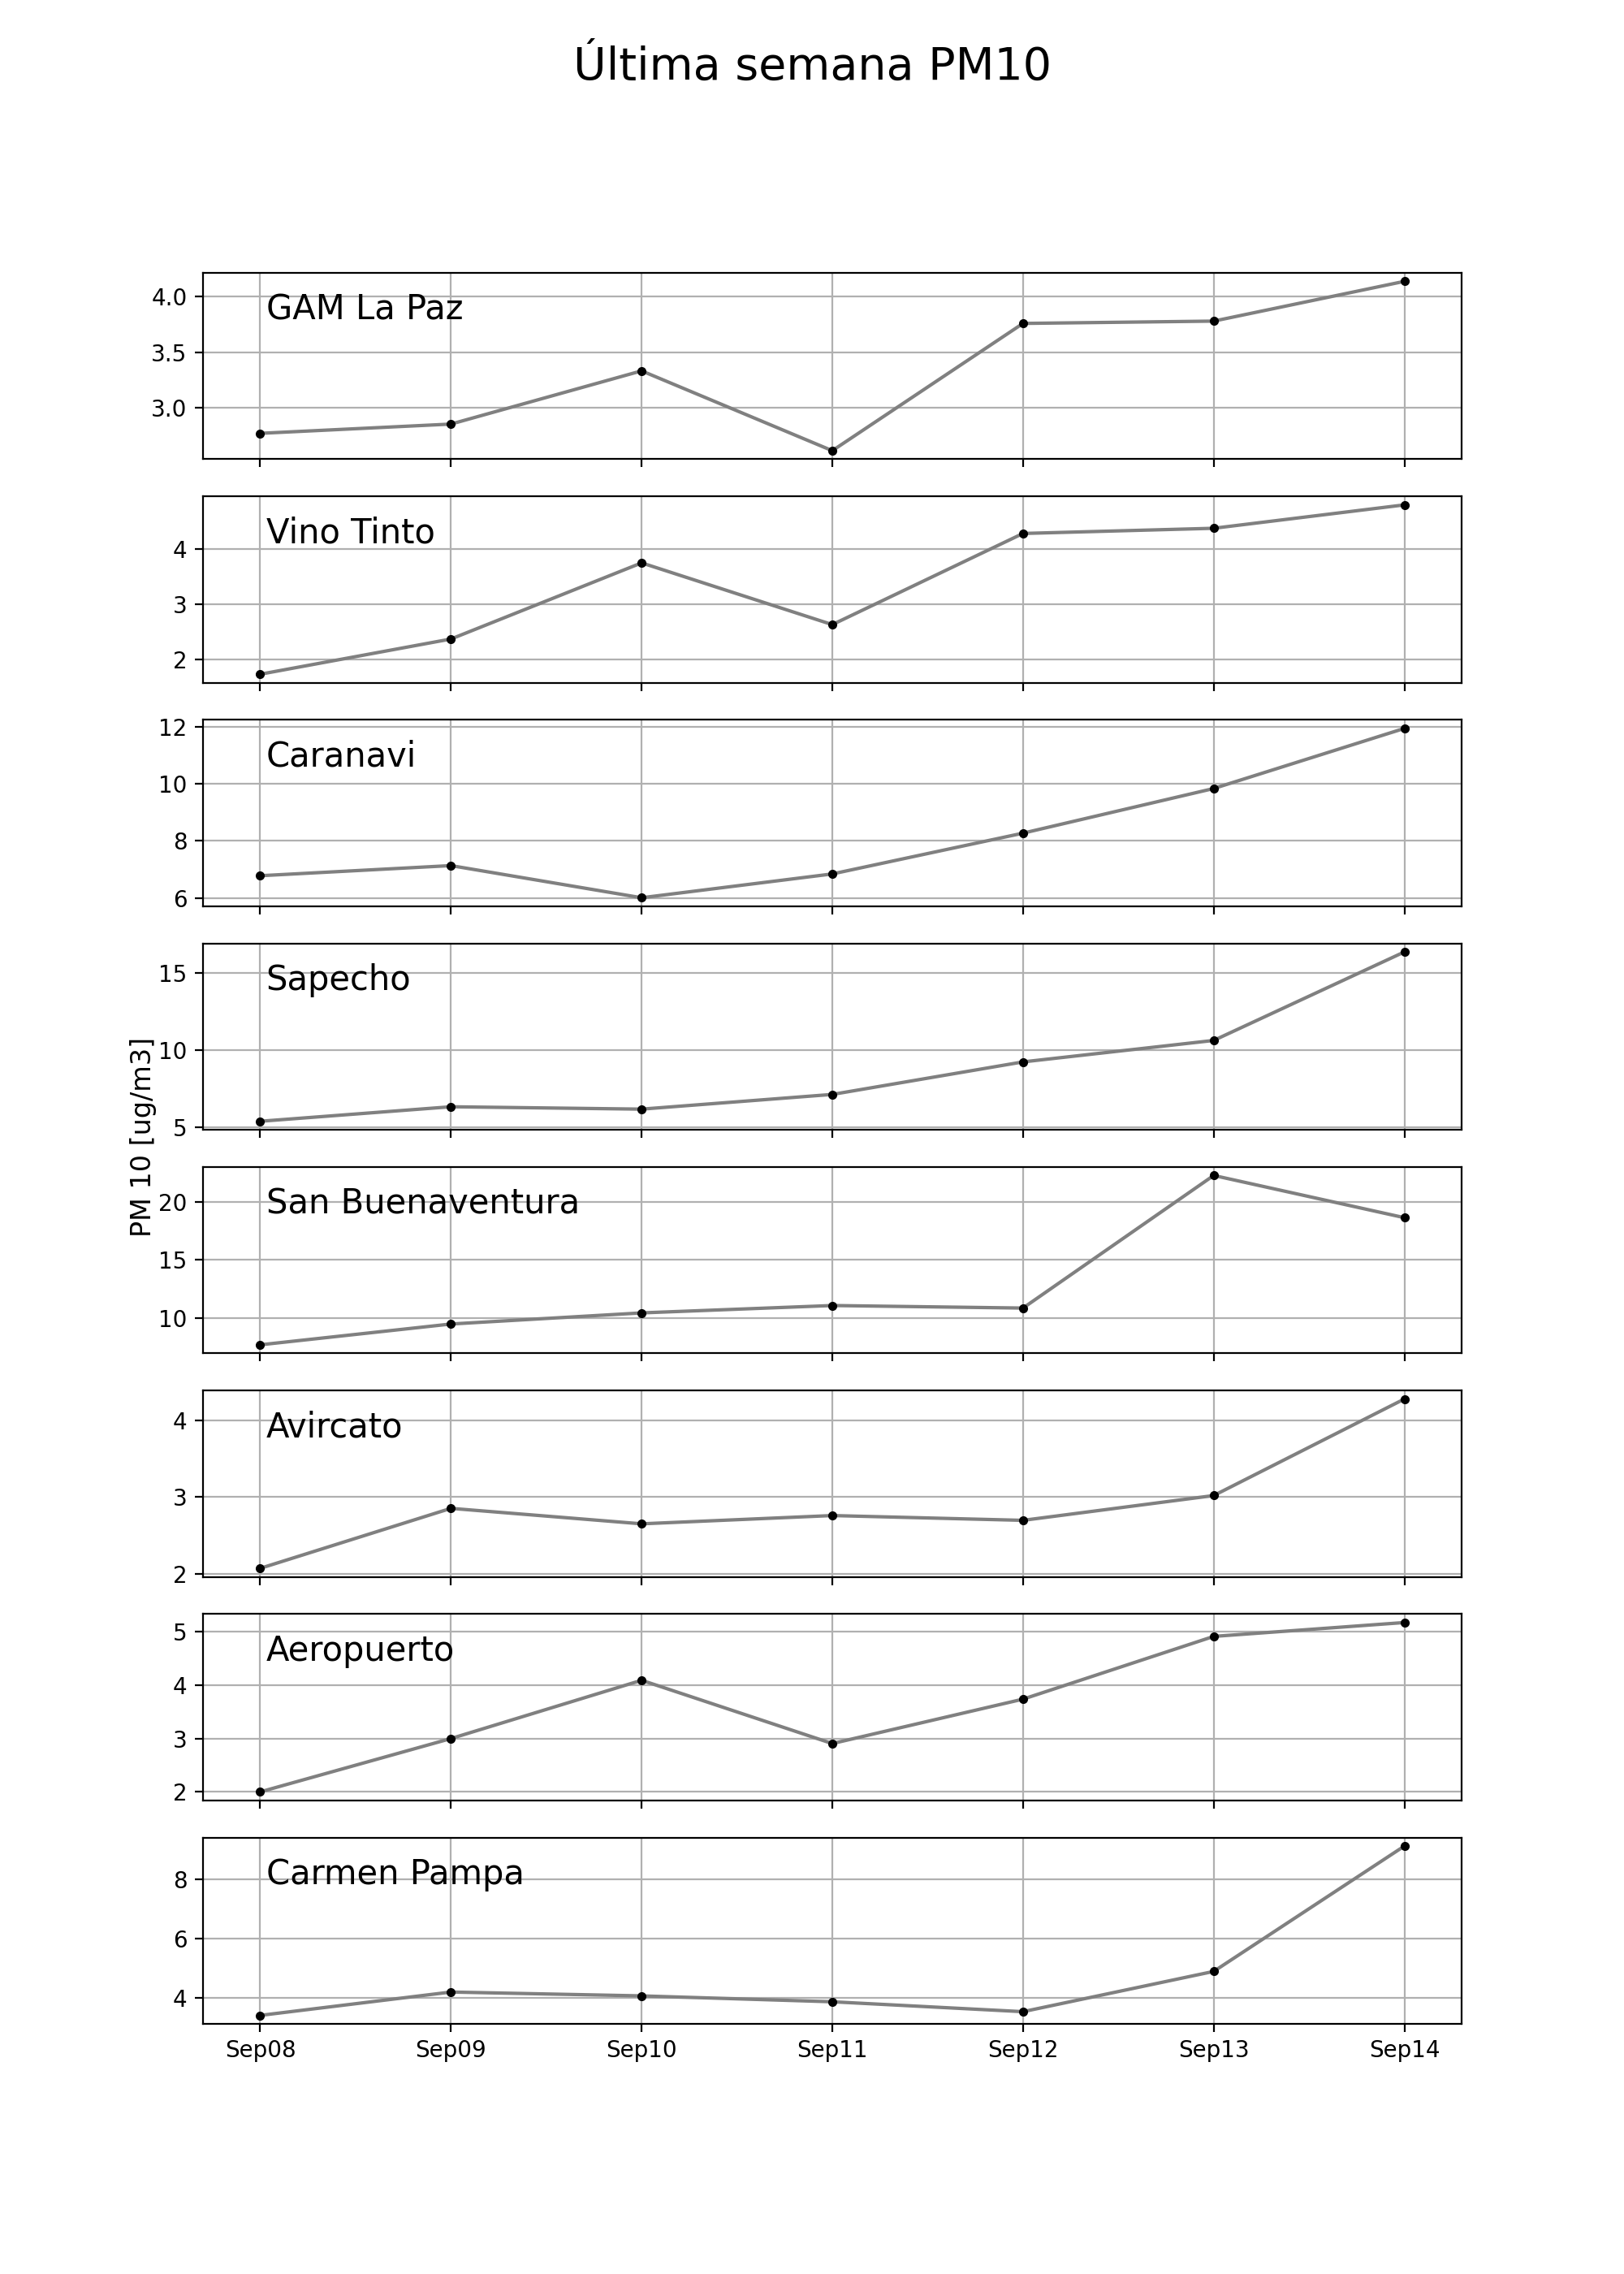 Última semana PM10
GAM La Paz
4.0
3.5
3.0
Vino Tinto
4
3
2
Caranavi
12
10
8
6
Sapecho
15
10
5
PM 10 [ug/m3]
San Buenaventura
20
15
10
Avircato
4
3
2
Aeropuerto
5
4
3
2
Carmen Pampa
8
6
4
Sep08 Sep09 Sep10 Sep11 Sep12 Sep13 Sep14